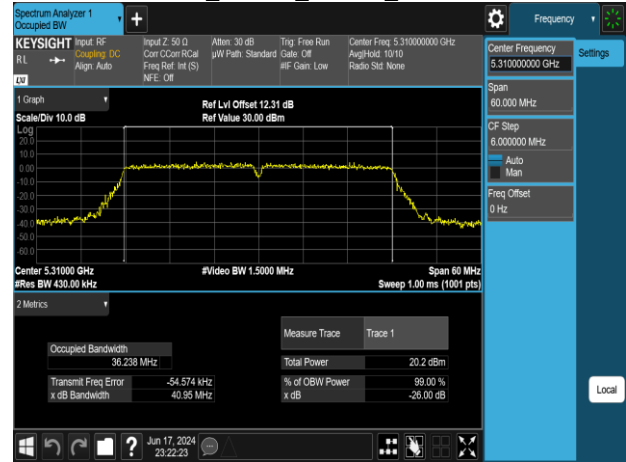 Spectrum Analyzer 1
Occupied BW
Frequency
KEYSIGHT
RL
LXI
Input: RF
Coupling: DC
Align: Auto
Input Z: 50 Ω
Corr CCorr RCal
Freq Ref: Int (S)
NFE: Off
Atten: 30 dB
µW Path: Standard
Trig: Free Run
Gate: Off
#IF Gain: Low
Center Freq: 5.310000000 GHz
Avg|Hold: 10/10
Radio Std: None
Center Frequency
5.310000000 GHz
Settings
Span
60.000 MHz
CF Step
6.000000 MHz
Auto
Man
Freq Offset
0 Hz
Local
1 Graph
Scale/Div 10.0 dB
Ref Lvl Offset 12.31 dB
Ref Value 30.00 dBm
Log
20.0
10.0
0.00
-10.0
-20.0
-30.0
-40.0
-50.0
-60.0
Center 5.31000 GHz
#Video BW 1.5000 MHz
Span 60 MHz
#Res BW 430.00 kHz
Sweep 1.00 ms (1001 pts)
2 Metrics
Measure Trace
Trace 1
Occupied Bandwidth
36.238 MHz
Total Power
20.2 dBm
Transmit Freq Error
-54.574 kHz
% of OBW Power
99.00 %
x dB Bandwidth
40.95 MHz
x dB
-26.00 dB
?
Jun 17, 2024
23:22:23